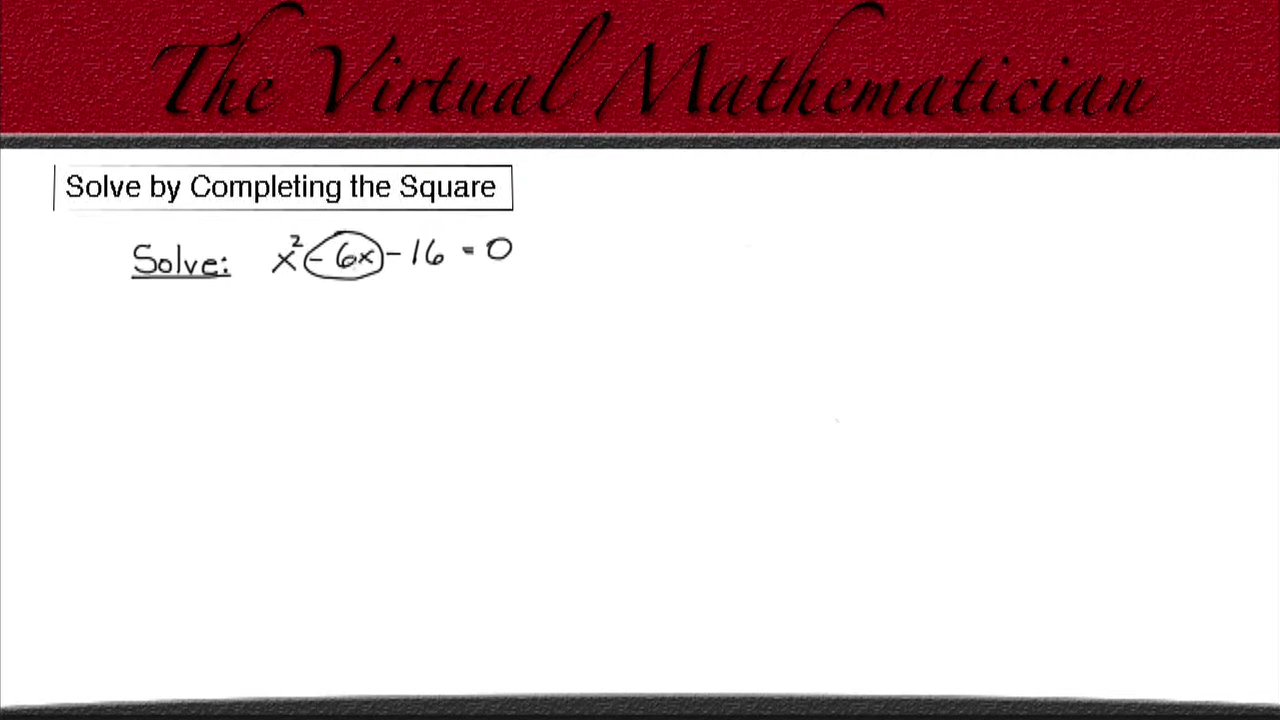 The Virtual Mathematician
Solve by Completing the Square
Solve: x² - 6x - 16 = 0